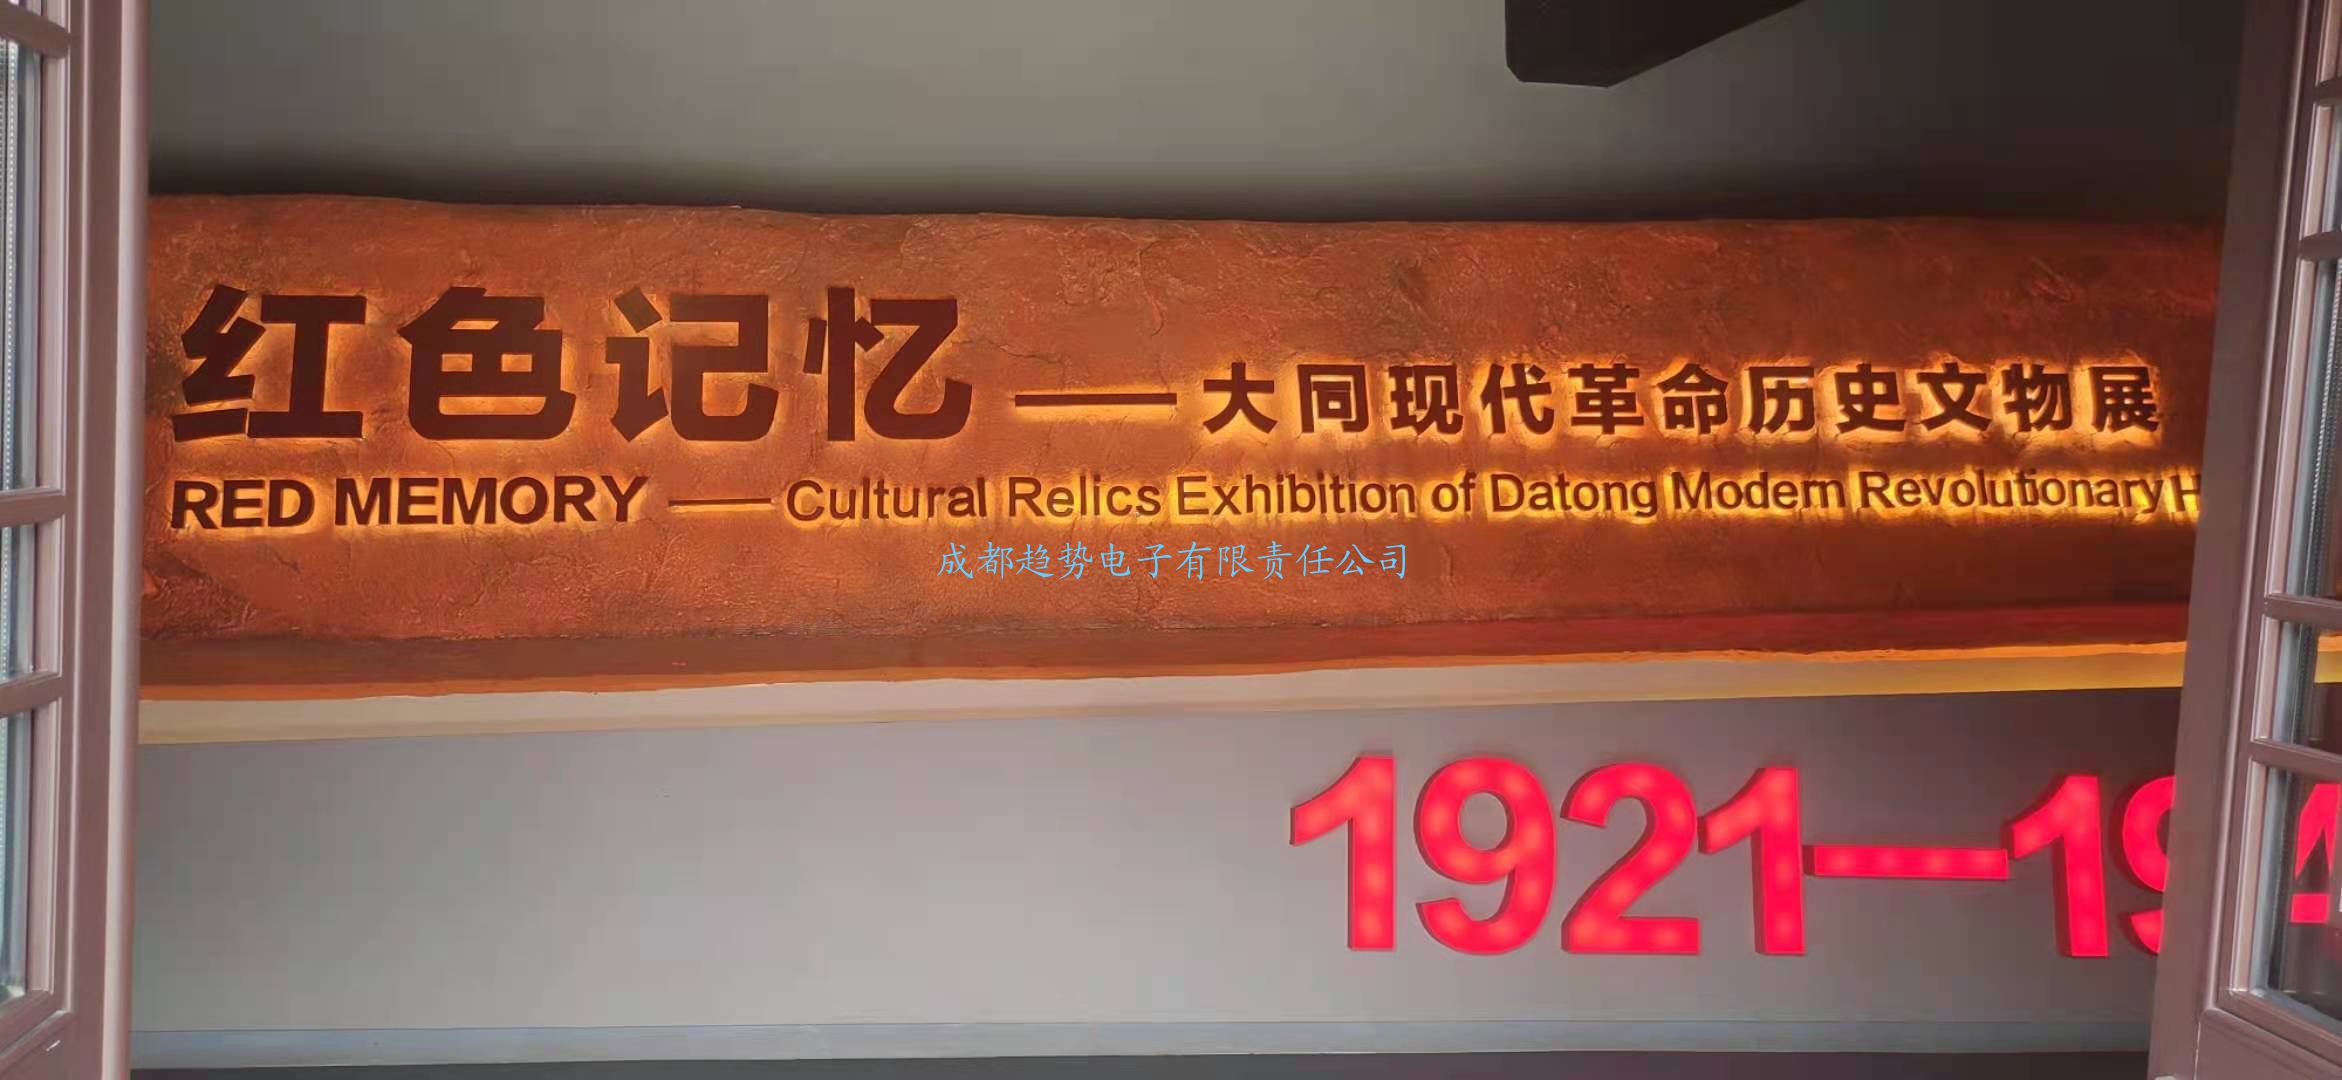 红色记忆——大同现代革命历史文物展
RED MEMORY——Cultural Relics Exhibition of Datong Modern Revolutionary
成都趋势电子有限责任公司
1921—19